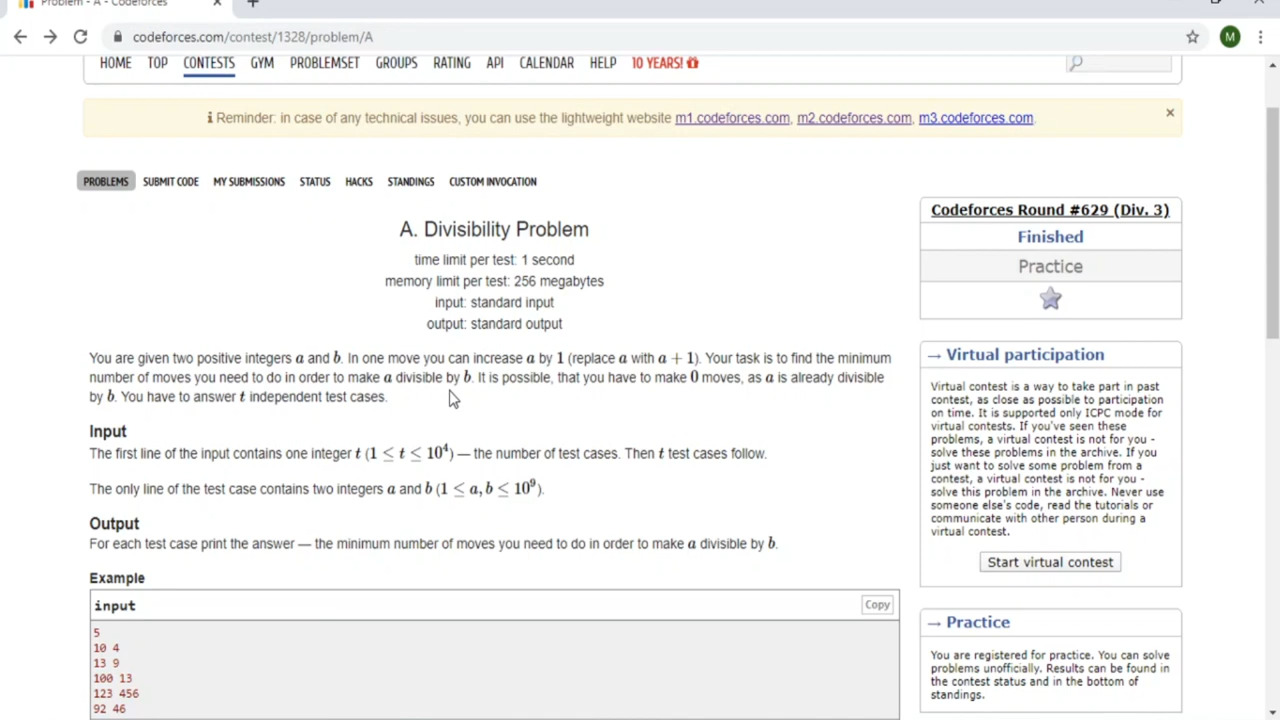 Problem - A - Codeforces
codeforces.com/contest/1328/problem/A
M
HOME TOP CONTESTS GYM PROBLEMSET GROUPS RATING API CALENDAR HELP 10 YEARS!
Reminder: in case of any technical issues, you can use the lightweight website m1.codeforces.com, m2.codeforces.com, m3.codeforces.com.
PROBLEMS SUBMIT CODE MY SUBMISSIONS STATUS HACKS STANDINGS CUSTOM INVOCATION
A. Divisibility Problem
time limit per test: 1 second
memory limit per test: 256 megabytes
input: standard input
output: standard output
You are given two positive integers a and b. In one move you can increase a by 1 (replace a with a + 1). Your task is to find the minimum
number of moves you need to do in order to make a divisible by b. It is possible, that you have to make 0 moves, as a is already divisible
by b. You have to answer t independent test cases.
Input
The first line of the input contains one integer t (1 ≤ t ≤ 10⁴) — the number of test cases. Then t test cases follow.
The only line of the test case contains two integers a and b (1 ≤ a, b ≤ 10⁹).
Output
For each test case print the answer — the minimum number of moves you need to do in order to make a divisible by b.
Example
input
Copy
5
10 4
13 9
100 13
123 456
92 46
Codeforces Round #629 (Div. 3)
Finished
Practice
→ Virtual participation
Virtual contest is a way to take part in past
contest, as close as possible to participation
on time. It is supported only ICPC mode for
virtual contests. If you've seen these
problems, a virtual contest is not for you -
solve these problems in the archive. If you
just want to solve some problem from a
contest, a virtual contest is not for you -
solve this problem in the archive. Never use
someone else's code, read the tutorials or
communicate with other person during a
virtual contest.
Start virtual contest
→ Practice
You are registered for practice. You can solve
problems unofficially. Results can be found in
the contest status and in the bottom of
standings.